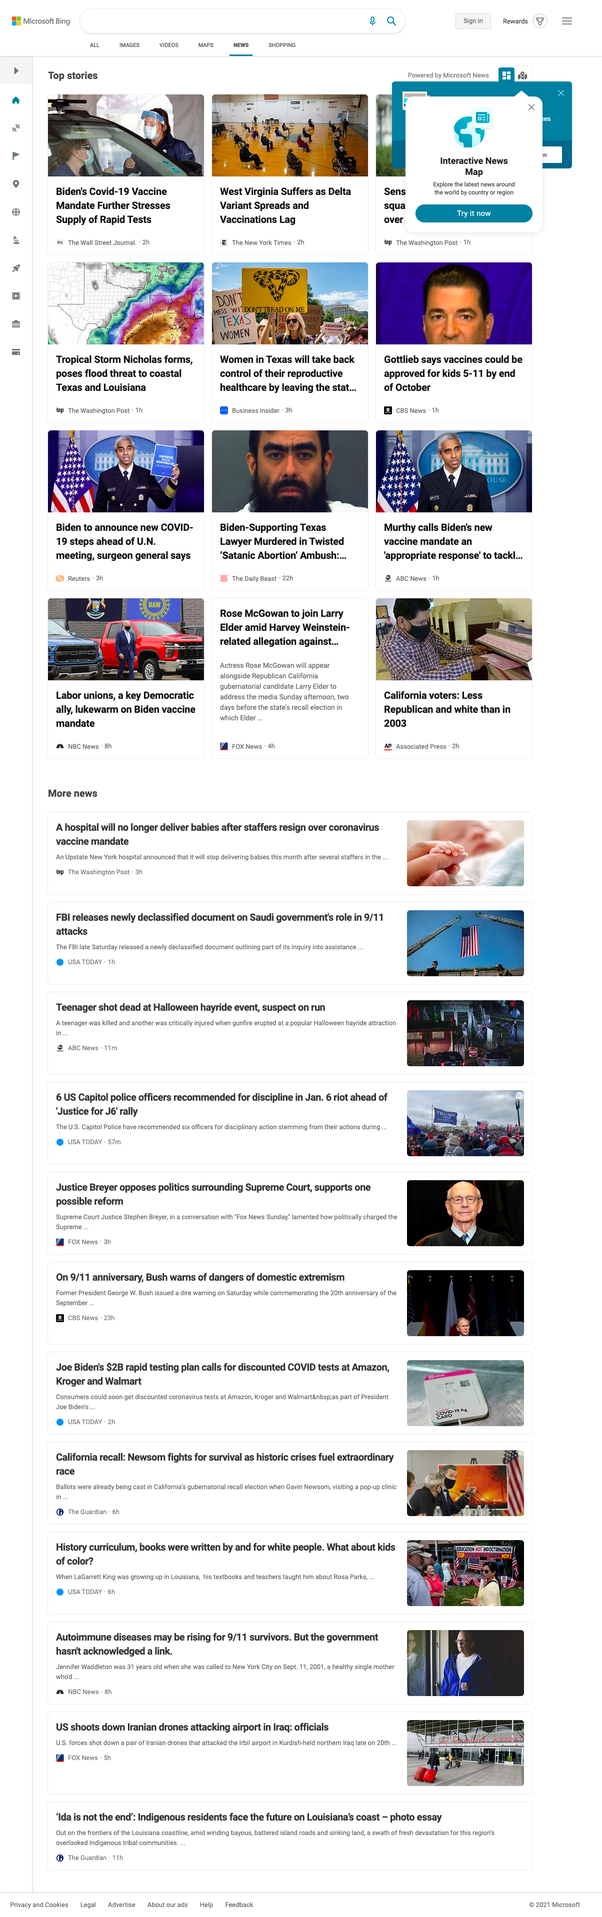 Microsoft Bing
Sign in
Rewards
ALL
IMAGES
VIDEOS
MAPS
NEWS
SHOPPING
Top stories
Powered by Microsoft News
Interactive News
Map
Explore the latest news around
the world by country or region
Try it now
Biden's Covid-19 Vaccine
Mandate Further Stresses
Supply of Rapid Tests
The Wall Street Journal. · 2h
West Virginia Suffers as Delta
Variant Spreads and
Vaccinations Lag
The New York Times · 2h
Sens
squa
over
The Washington Post · 1h
Tropical Storm Nicholas forms,
poses flood threat to coastal
Texas and Louisiana
The Washington Post · 1h
DON'T
MESS WITH
TEXAS
WOMEN
DON'T TREAD ON ME
Women in Texas will take back
control of their reproductive
healthcare by leaving the stat...
Business Insider · 3h
Gottlieb says vaccines could be
approved for kids 5-11 by end
of October
CBS News · 1h
Biden to announce new COVID-
19 steps ahead of U.N.
meeting, surgeon general says
Reuters · 3h
Biden-Supporting Texas
Lawyer Murdered in Twisted
'Satanic Abortion' Ambush:...
The Daily Beast · 22h
Murthy calls Biden's new
vaccine mandate an
'appropriate response' to tackl...
ABC News · 1h
UAW
Labor unions, a key Democratic
ally, lukewarm on Biden vaccine
mandate
NBC News · 8h
Rose McGowan to join Larry
Elder amid Harvey Weinstein-
related allegation against...
Actress Rose McGowan will appear
alongside Republican California
gubernatorial candidate Larry Elder to
address the media Sunday afternoon, two
days before the state's recall election in
which Elder ...
FOX News · 4h
California voters: Less
Republican and white than in
2003
AP Associated Press · 2h
More news
A hospital will no longer deliver babies after staffers resign over coronavirus
vaccine mandate
An Upstate New York hospital announced that it will stop delivering babies this month after several staffers in the ...
The Washington Post · 3h
FBI releases newly declassified document on Saudi government's role in 9/11
attacks
The FBI late Saturday released a newly declassified document outlining part of its inquiry into assistance ...
USA TODAY · 1h
Teenager shot dead at Halloween hayride event, suspect on run
A teenager was killed and another was critically injured when gunfire erupted at a popular Halloween hayride attraction
in ...
ABC News · 11m
6 US Capitol police officers recommended for discipline in Jan. 6 riot ahead of
'Justice for J6' rally
The U.S. Capitol Police have recommended six officers for disciplinary action stemming from their actions during ...
USA TODAY · 57m
TRUMP
Justice Breyer opposes politics surrounding Supreme Court, supports one
possible reform
Supreme Court Justice Stephen Breyer, in a conversation with "Fox News Sunday," lamented how politically charged the
Supreme ...
FOX News · 3h
On 9/11 anniversary, Bush warns of dangers of domestic extremism
Former President George W. Bush issued a dire warning on Saturday while commemorating the 20th anniversary of the
September ...
CBS News · 23h
Joe Biden's $2B rapid testing plan calls for discounted COVID tests at Amazon,
Kroger and Walmart
Consumers could soon get discounted coronavirus tests at Amazon, Kroger and Walmart&nbsp;as part of President
Joe Biden's ...
USA TODAY · 2h
COVID-19 Ag
CARD
California recall: Newsom fights for survival as historic crises fuel extraordinary
race
Ballots were already being cast in California's gubernatorial recall election when Gavin Newsom, visiting a pop-up clinic
in ...
The Guardian · 6h
History curriculum, books were written by and for white people. What about kids
of color?
When LaGarrett King was growing up in Louisiana, his textbooks and teachers taught him about Rosa Parks, ...
USA TODAY · 6h
EDUCATION NOT INDOCTRINATION
Autoimmune diseases may be rising for 9/11 survivors. But the government
hasn't acknowledged a link.
Jennifer Waddleton was 31 years old when she was called to New York City on Sept. 11, 2001, a healthy single mother
who'd ...
NBC News · 8h
US shoots down Iranian drones attacking airport in Iraq: officials
U.S. forces shot down a pair of Iranian drones that attacked the Irbil airport in Kurdish-held northern Iraq late on 20th ...
FOX News · 5h
'Ida is not the end': Indigenous residents face the future on Louisiana's coast – photo essay
Out on the frontiers of the Louisiana coastline, amid winding bayous, battered island roads and sinking land, a swath of fresh devastation for this region's
overlooked Indigenous tribal communities. ...
The Guardian · 11h
Privacy and Cookies
Legal
Advertise
About our ads
Help
Feedback
© 2021 Microsoft